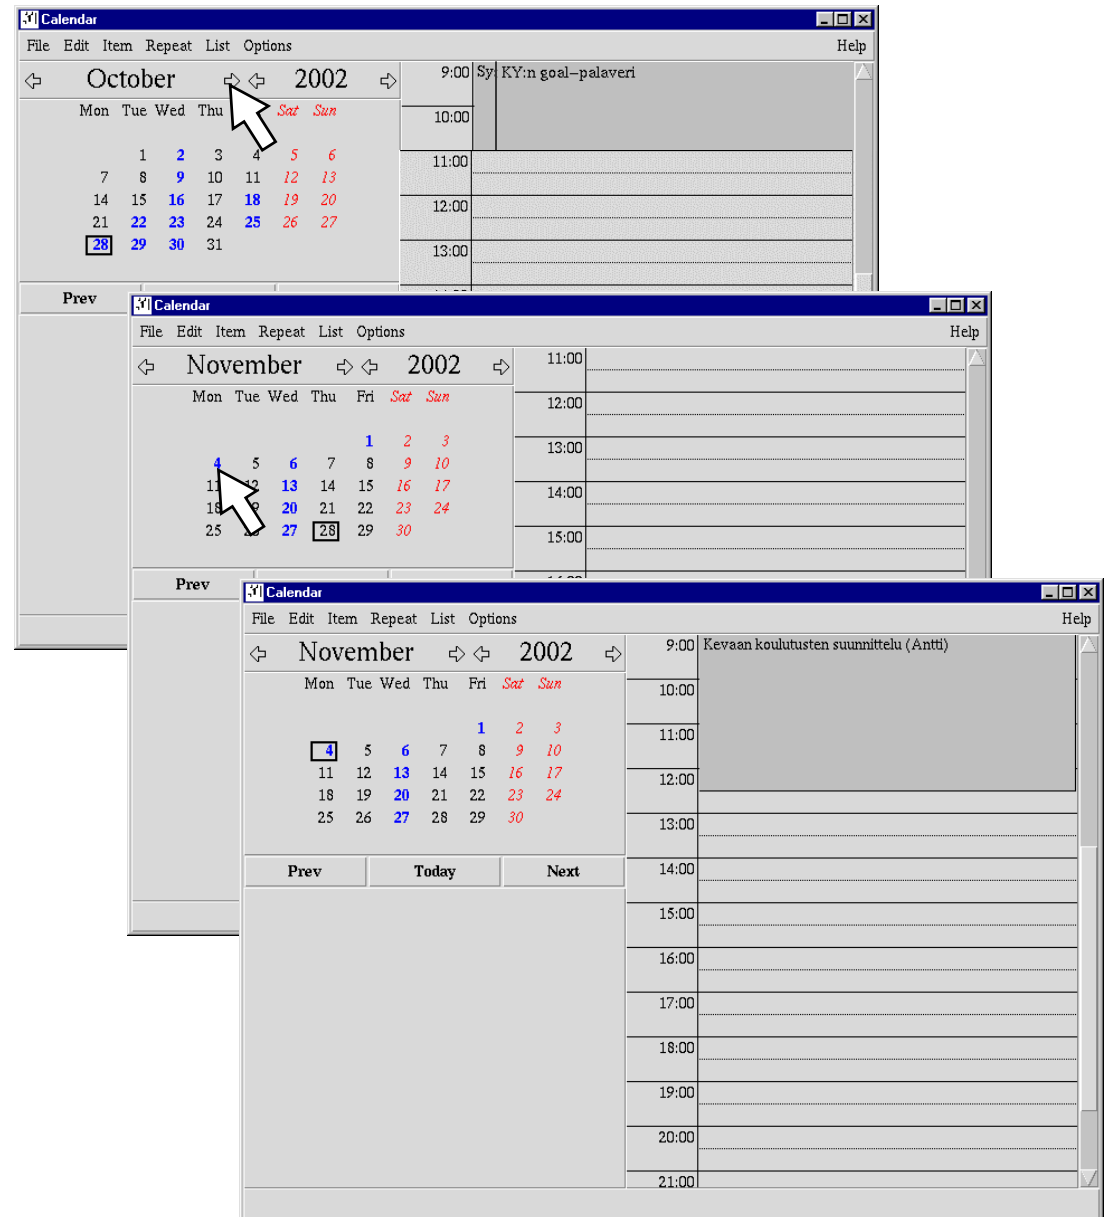 Calendar
File Edit Item Repeat List Options Help
October 2002
Mon Tue Wed Thu Sat Sun
1 2 3 4 5 6
7 8 9 10 11 12 13
14 15 16 17 18 19 20
21 22 23 24 25 26 27
28 29 30 31
Prev
9:00 Sy KY:n goal-palaveri
10:00
11:00
12:00
13:00
Calendar
File Edit Item Repeat List Options Help
November 2002
Mon Tue Wed Thu Fri Sat Sun
1 2 3
4 5 6 7 8 9 10
11 12 13 14 15 16 17
18 19 20 21 22 23 24
25 26 27 28 29 30
Prev
11:00
12:00
13:00
14:00
15:00
Calendar
File Edit Item Repeat List Options Help
November 2002
Mon Tue Wed Thu Fri Sat Sun
1 2 3
4 5 6 7 8 9 10
11 12 13 14 15 16 17
18 19 20 21 22 23 24
25 26 27 28 29 30
Prev Today Next
9:00 Kevaan koulutusten suunnittelu (Antti)
10:00
11:00
12:00
13:00
14:00
15:00
16:00
17:00
18:00
19:00
20:00
21:00